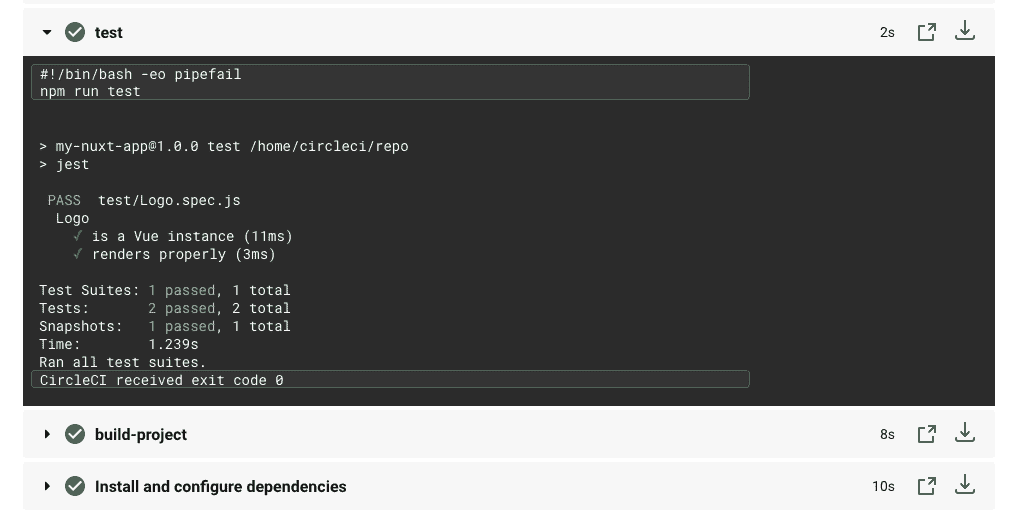 test 2s
#!/bin/bash -eo pipefail
npm run test
> my-nuxt-app@1.0.0 test /home/circleci/repo
> jest
PASS test/Logo.spec.js
Logo
✓ is a Vue instance (11ms)
✓ renders properly (3ms)
Test Suites: 1 passed, 1 total
Tests: 2 passed, 2 total
Snapshots: 1 passed, 1 total
Time: 1.239s
Ran all test suites.
CircleCI received exit code 0
build-project 8s
Install and configure dependencies 10s